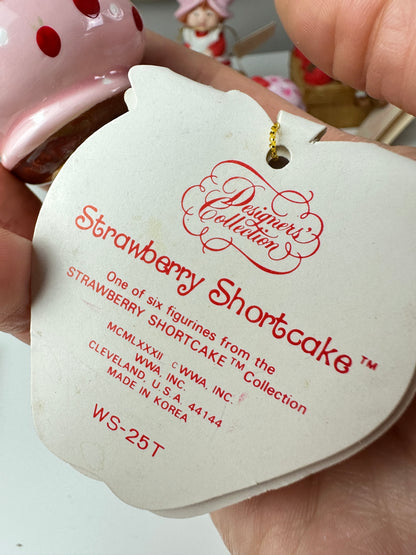 Designers'
Collection
Strawberry Shortcake™
One of six figurines from the
STRAWBERRY SHORTCAKE™ Collection
MCMLXXXII ©WWA, INC.
WWA, INC.
CLEVELAND, U.S.A. 44144
MADE IN KOREA
WS-25T